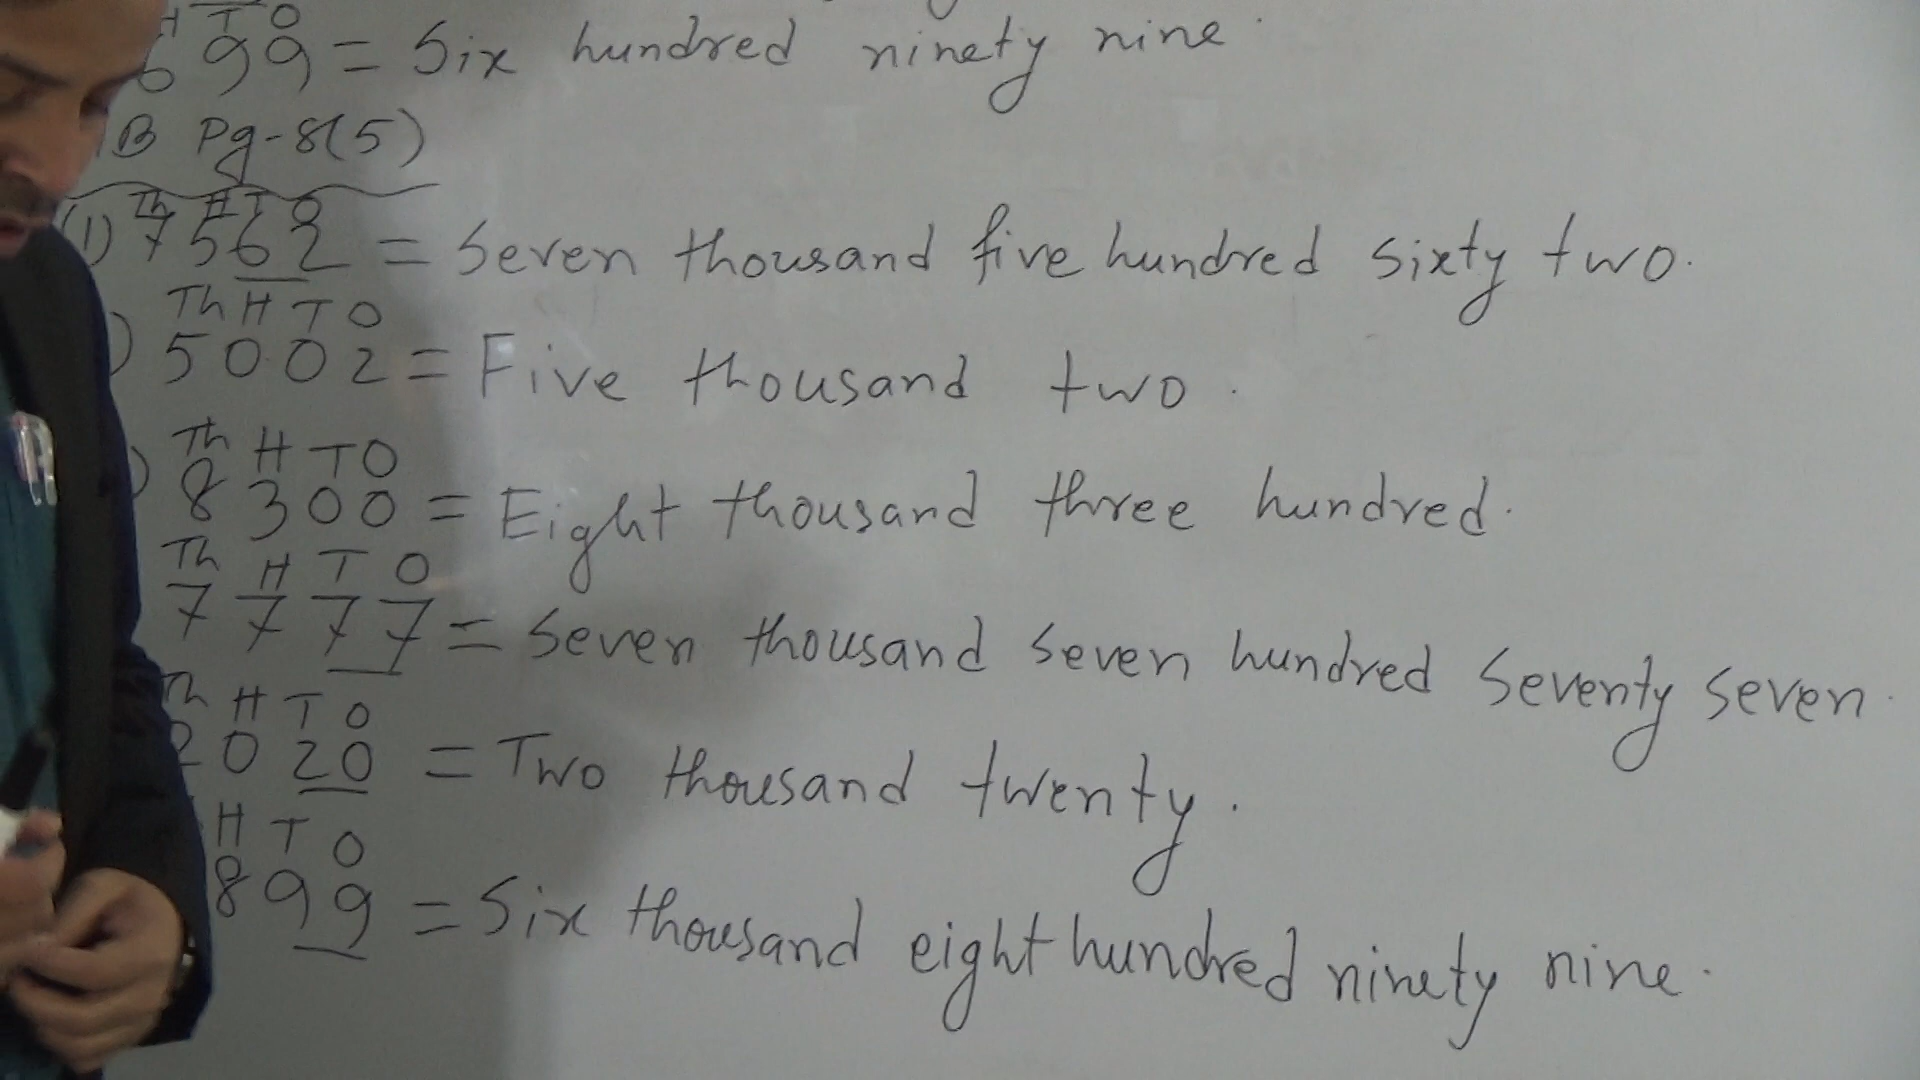 H T O
699 = Six hundred ninety nine.
B Pg-8(5)
Th H T O
(1) 7562 = Seven thousand five hundred sixty two.
Th H T O
) 5002 = Five thousand two.
Th H T O
) 8300 = Eight thousand three hundred.
Th H T O
7777 = Seven thousand seven hundred seventy seven.
Th H T O
2020 = Two thousand twenty.
H T O
899 = Six thousand eight hundred ninety nine.